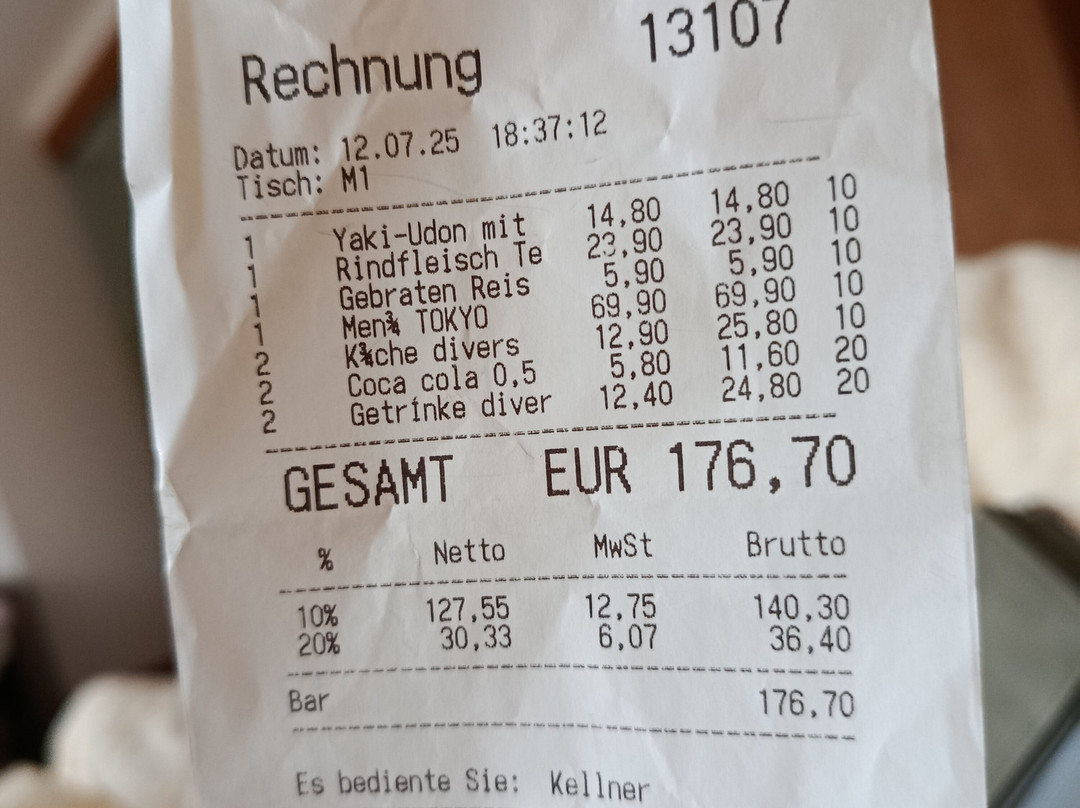 13107
Rechnung
Datum: 12.07.25 18:37:12
Tisch: M1
1 Yaki-Udon mit 14,80 14,80 10
1 Rindfleisch Te 23,90 23,90 10
1 Gebraten Reis 5,90 5,90 10
1 Men¾ TOKYO 69,90 69,90 10
2 K¾che divers 12,90 25,80 10
2 Coca cola 0,5 5,80 11,60 20
2 Getrínke diver 12,40 24,80 20
GESAMT EUR 176,70
% Netto MwSt Brutto
10% 127,55 12,75 140,30
20% 30,33 6,07 36,40
Bar 176,70
Es bediente Sie: Kellner